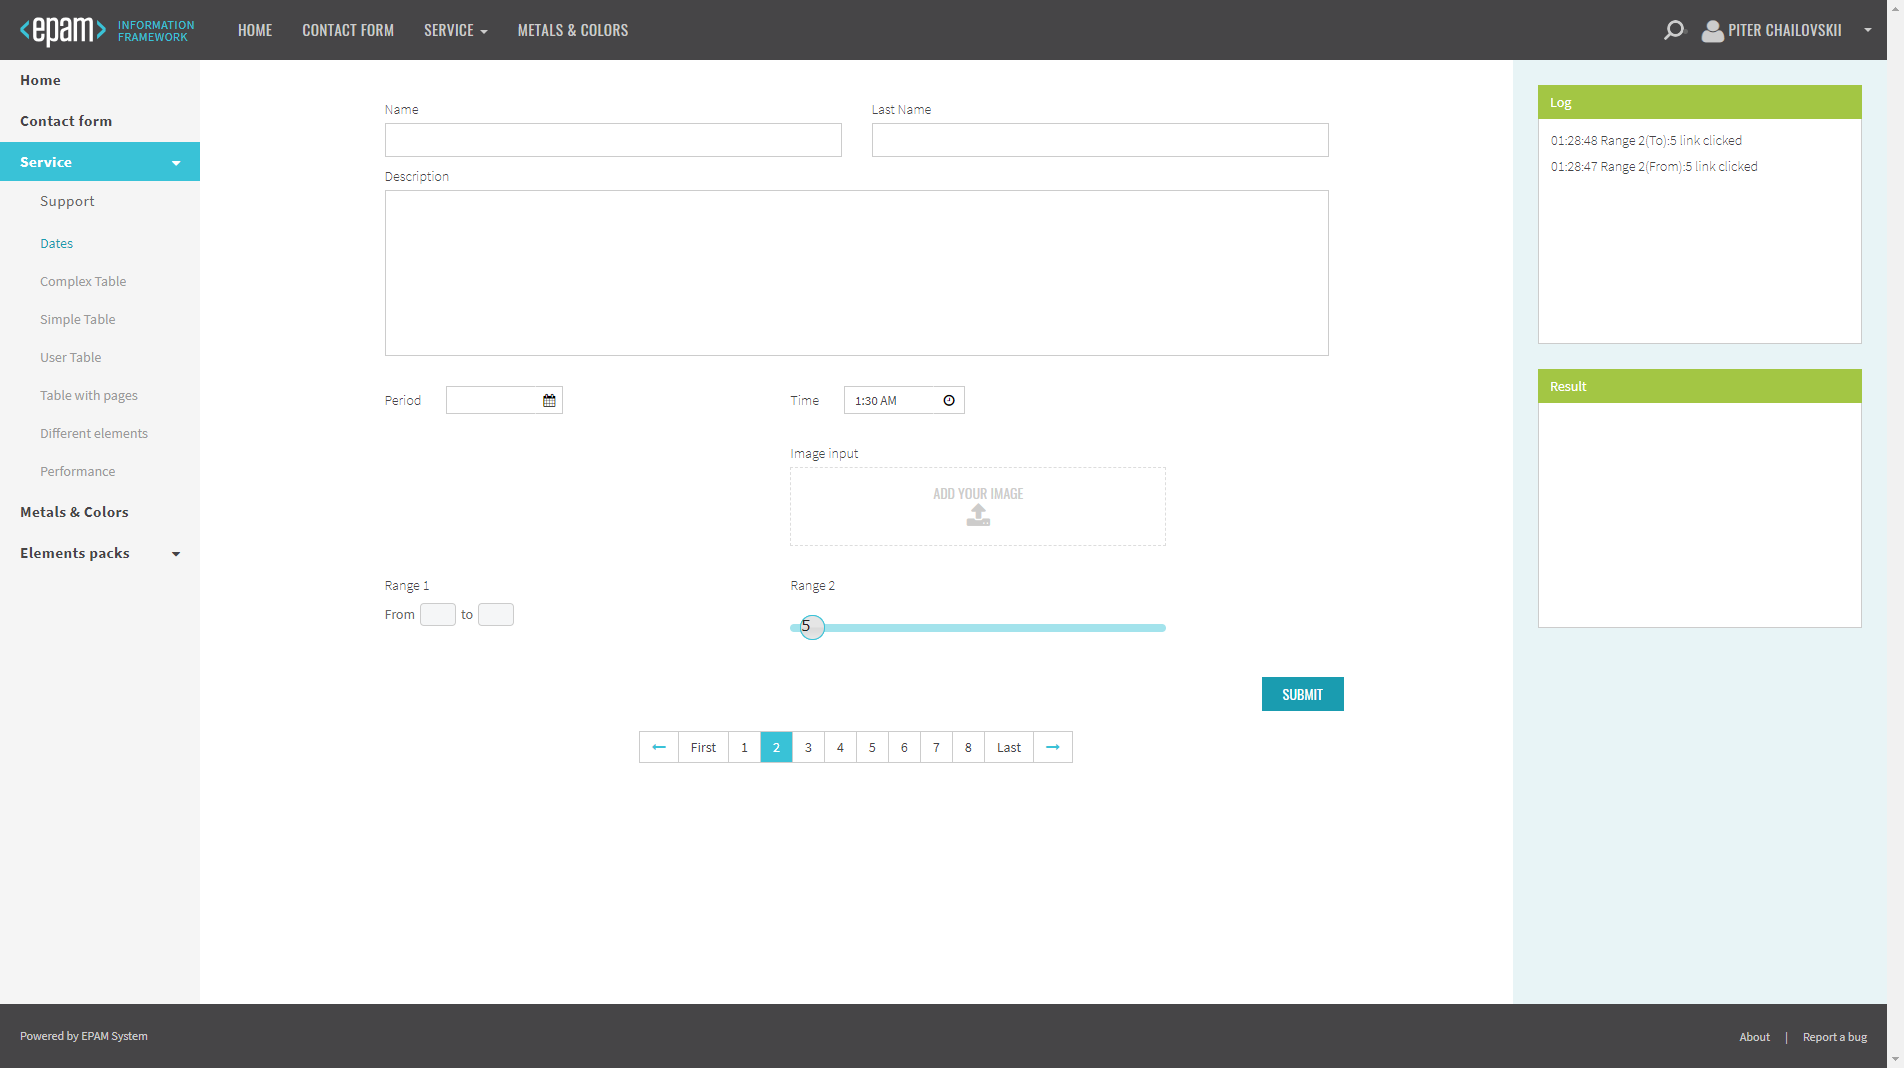 <epam> INFORMATION FRAMEWORK
HOME
CONTACT FORM
SERVICE
METALS & COLORS
PITER CHAILOVSKII
Home
Contact form
Service
Support
Dates
Complex Table
Simple Table
User Table
Table with pages
Different elements
Performance
Metals & Colors
Elements packs
Name
Last Name
Description
Period
Time
1:30 AM
Image input
ADD YOUR IMAGE
Range 1
From to
Range 2
5
SUBMIT
First 1 2 3 4 5 6 7 8 Last
Log
01:28:48 Range 2(To):5 link clicked
01:28:47 Range 2(From):5 link clicked
Result
Powered by EPAM System
About | Report a bug